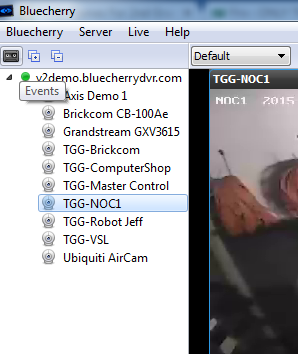 Bluecherry
Bluecherry Server Live Help
Default
v2demo.bluecherrydvr.com
Events
Axis Demo 1
Brickcom CB-100Ae
Grandstream GXV3615
TGG-Brickcom
TGG-ComputerShop
TGG-Master Control
TGG-NOC1
TGG-Robot Jeff
TGG-VSL
Ubiquiti AirCam
TGG-NOC1
NOC1 2015